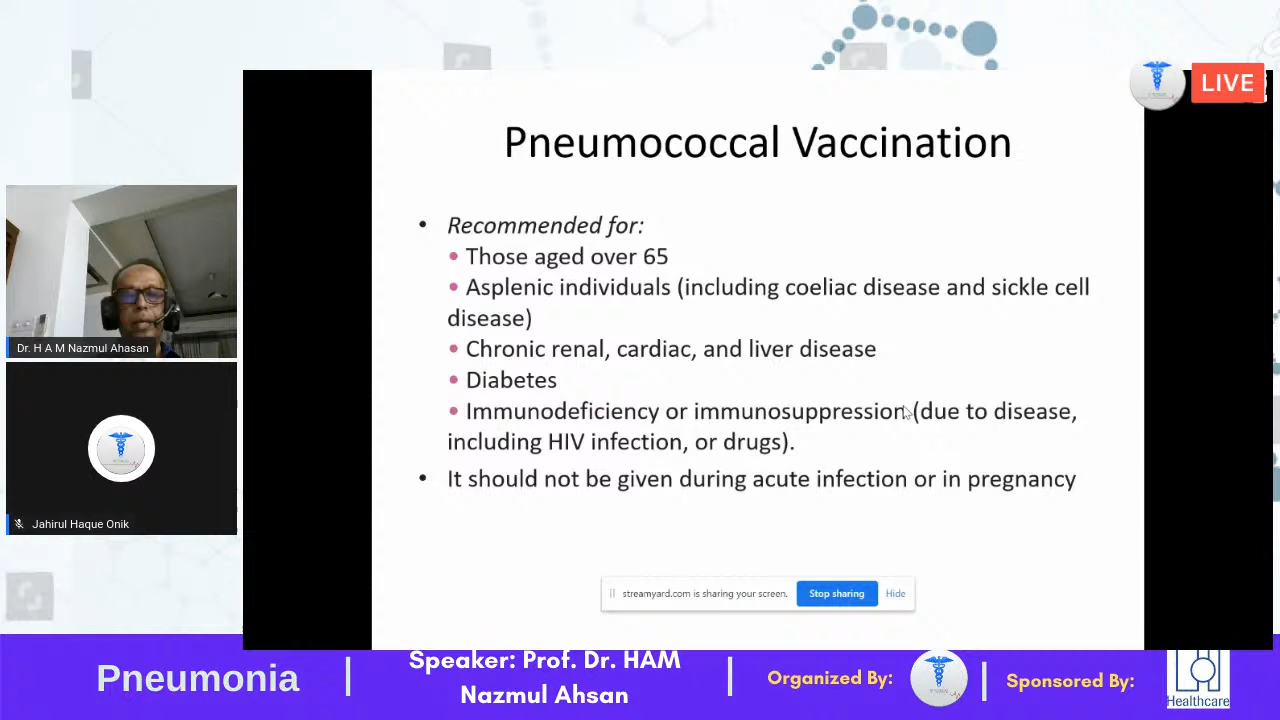 LIVE
Pneumococcal Vaccination
• Recommended for:
• Those aged over 65
• Asplenic individuals (including coeliac disease and sickle cell
disease)
• Chronic renal, cardiac, and liver disease
• Diabetes
• Immunodeficiency or immunosuppression (due to disease,
including HIV infection, or drugs).
• It should not be given during acute infection or in pregnancy
Dr. H A M Nazmul Ahasan
Jahirul Haque Onik
streamyard.com is sharing your screen.
Stop sharing
Hide
Pneumonia
Speaker: Prof. Dr. HAM
Nazmul Ahsan
Organized By:
Sponsored By:
Healthcare